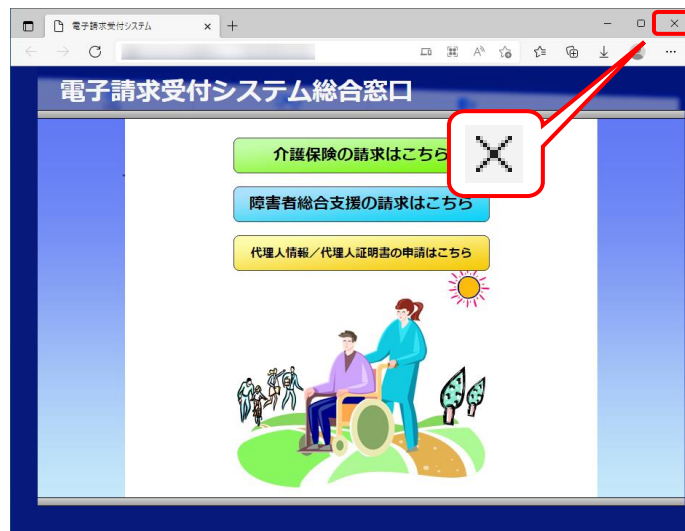 電子請求受付システム
電子請求受付システム総合窓口
介護保険の請求はこちら
障害者総合支援の請求はこちら
代理人情報／代理人証明書の申請はこちら